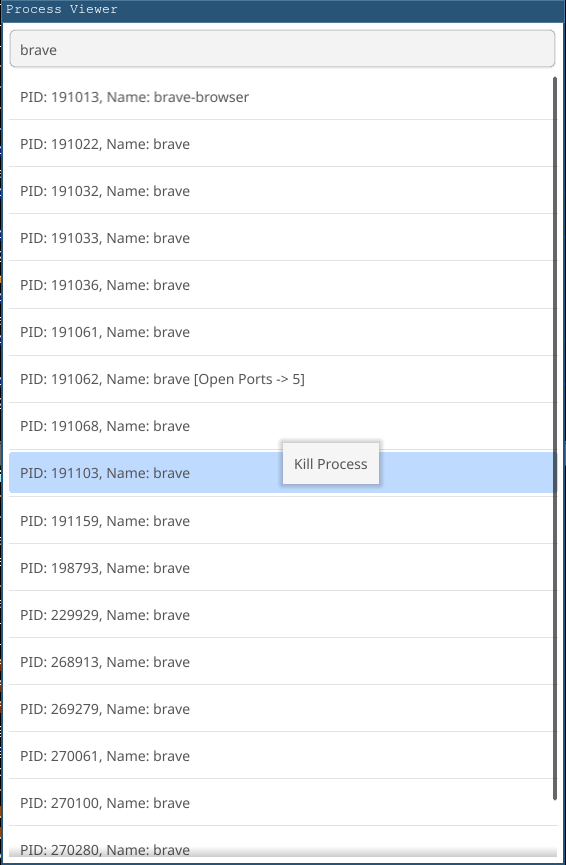 Process Viewer
brave
PID: 191013, Name: brave-browser
PID: 191022, Name: brave
PID: 191032, Name: brave
PID: 191033, Name: brave
PID: 191036, Name: brave
PID: 191061, Name: brave
PID: 191062, Name: brave [Open Ports -> 5]
PID: 191068, Name: brave
Kill Process
PID: 191103, Name: brave
PID: 191159, Name: brave
PID: 198793, Name: brave
PID: 229929, Name: brave
PID: 268913, Name: brave
PID: 269279, Name: brave
PID: 270061, Name: brave
PID: 270100, Name: brave
PID: 270280, Name: brave